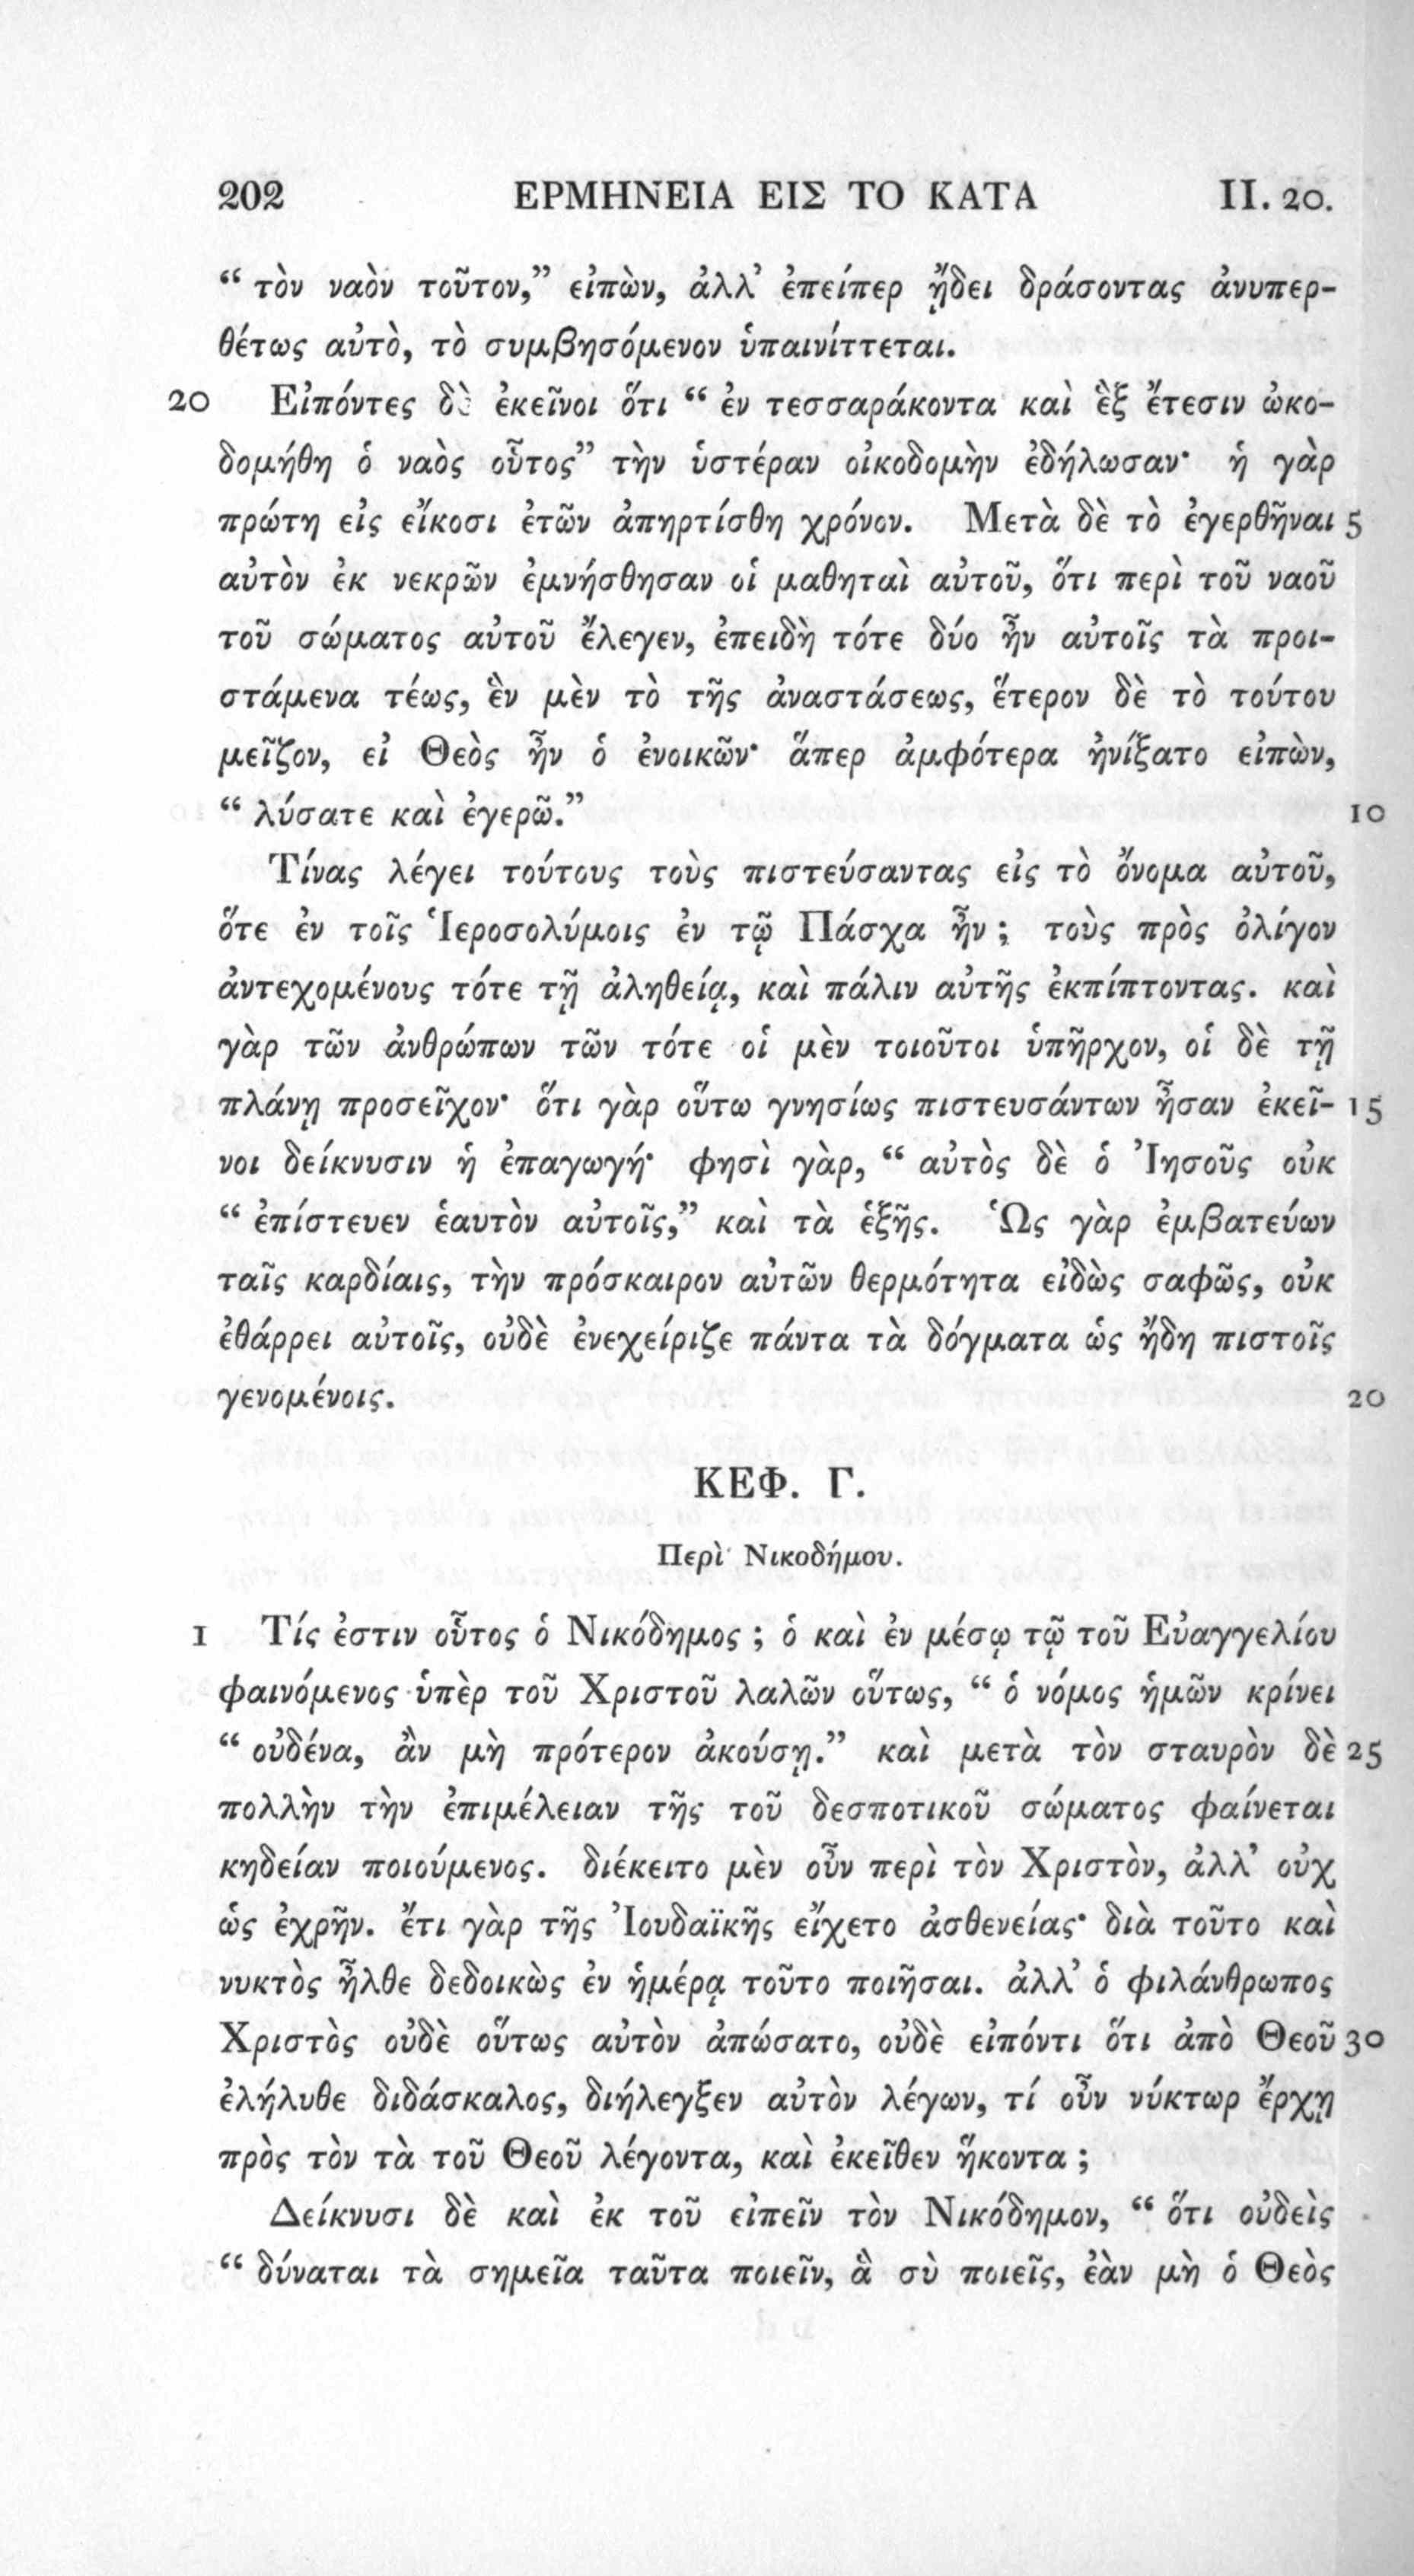 202 ΕΡΜΗΝΕΙΑ ΕΙΣ ΤΟ ΚΑΤΑ II. 20.
“ τὸν ναὸν τοῦτον,” εἰπὼν, ἀλλ’ ἐπείπερ ᾔδει δράσοντας ἀνυπερ-
θέτως αὐτὸ, τὸ συμβησόμενον ὑπαινίττεται.
20 Εἰπόντες δὲ ἐκεῖνοι ὅτι “ ἐν τεσσαράκοντα καὶ ἓξ ἔτεσιν ὠκο-
δομήθη ὁ ναὸς οὗτος” τὴν ὑστέραν οἰκοδομὴν ἐδήλωσαν· ἡ γὰρ
πρώτη εἰς εἴκοσι ἐτῶν ἀπηρτίσθη χρόνον. Μετὰ δὲ τὸ ἐγερθῆναι 5
αὐτὸν ἐκ νεκρῶν ἐμνήσθησαν οἱ μαθηταὶ αὐτοῦ, ὅτι περὶ τοῦ ναοῦ
τοῦ σώματος αὐτοῦ ἔλεγεν, ἐπειδὴ τότε δύο ἦν αὐτοῖς τὰ προι-
στάμενα τέως, ἓν μὲν τὸ τῆς ἀναστάσεως, ἕτερον δὲ τὸ τούτου
μεῖζον, εἰ Θεὸς ἦν ὁ ἐνοικῶν· ἅπερ ἀμφότερα ᾐνίξατο εἰπὼν,
“ λύσατε καὶ ἐγερῶ.” 10
Τίνας λέγει τούτους τοὺς πιστεύσαντας εἰς τὸ ὄνομα αὐτοῦ,
ὅτε ἐν τοῖς Ἱεροσολύμοις ἐν τῷ Πάσχα ἦν ; τοὺς πρὸς ὀλίγον
ἀντεχομένους τότε τῇ ἀληθείᾳ, καὶ πάλιν αὐτῆς ἐκπίπτοντας. καὶ
γὰρ τῶν ἀνθρώπων τῶν τότε οἱ μὲν τοιοῦτοι ὑπῆρχον, οἱ δὲ τῇ
πλάνῃ προσεῖχον· ὅτι γὰρ οὕτω γνησίως πιστευσάντων ἦσαν ἐκεῖ- 15
νοι δείκνυσιν ἡ ἐπαγωγή· φησὶ γὰρ, “ αὐτὸς δὲ ὁ Ἰησοῦς οὐκ
“ ἐπίστευεν ἑαυτὸν αὐτοῖς,” καὶ τὰ ἑξῆς. Ὡς γὰρ ἐμβατεύων
ταῖς καρδίαις, τὴν πρόσκαιρον αὐτῶν θερμότητα εἰδὼς σαφῶς, οὐκ
ἐθάρρει αὐτοῖς, οὐδὲ ἐνεχείριζε πάντα τὰ δόγματα ὡς ἤδη πιστοῖς
γενομένοις. 20
ΚΕΦ. Γ.
Περὶ Νικοδήμου.
1 Τίς ἐστιν οὗτος ὁ Νικόδημος ; ὁ καὶ ἐν μέσῳ τῷ τοῦ Εὐαγγελίου
φαινόμενος ὑπὲρ τοῦ Χριστοῦ λαλῶν οὕτως, “ ὁ νόμος ἡμῶν κρίνει
“ οὐδένα, ἂν μὴ πρότερον ἀκούσῃ.” καὶ μετὰ τὸν σταυρὸν δὲ 25
πολλὴν τὴν ἐπιμέλειαν τῆς τοῦ δεσποτικοῦ σώματος φαίνεται
κηδείαν ποιούμενος. διέκειτο μὲν οὖν περὶ τὸν Χριστὸν, ἀλλ’ οὐχ
ὡς ἐχρῆν. ἔτι γὰρ τῆς Ἰουδαϊκῆς εἴχετο ἀσθενείας· διὰ τοῦτο καὶ
νυκτὸς ἦλθε δεδοικὼς ἐν ἡμέρᾳ τοῦτο ποιῆσαι. ἀλλ’ ὁ φιλάνθρωπος
Χριστὸς οὐδὲ οὕτως αὐτὸν ἀπώσατο, οὐδὲ εἰπόντι ὅτι ἀπὸ Θεοῦ 30
ἐλήλυθε διδάσκαλος, διήλεγξεν αὐτὸν λέγων, τί οὖν νύκτωρ ἔρχῃ
πρὸς τὸν τὰ τοῦ Θεοῦ λέγοντα, καὶ ἐκεῖθεν ἥκοντα ;
Δείκνυσι δὲ καὶ ἐκ τοῦ εἰπεῖν τὸν Νικόδημον, “ ὅτι οὐδεὶς
“ δύναται τὰ σημεῖα ταῦτα ποιεῖν, ἃ σὺ ποιεῖς, ἐὰν μὴ ὁ Θεὸς